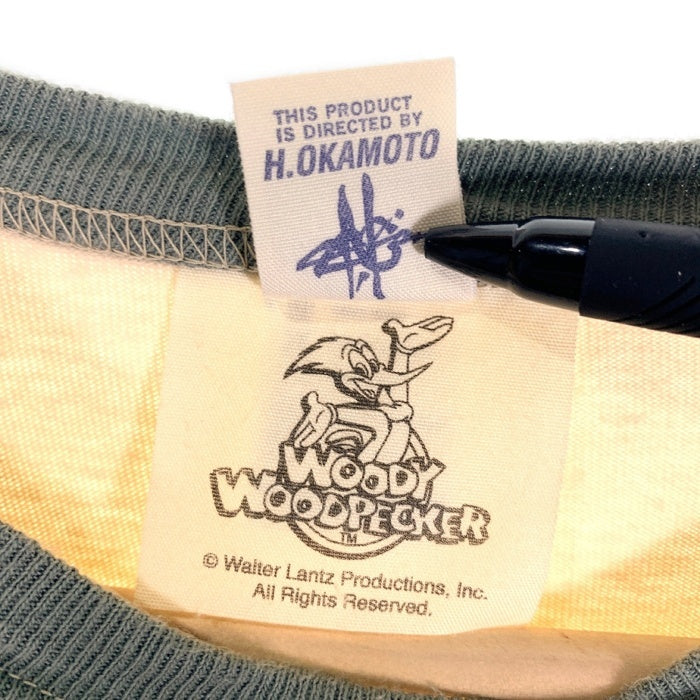 THIS PRODUCT
IS DIRECTED BY
H.OKAMOTO
WOODY
WOODPECKER
TM
© Walter Lantz Productions, Inc.
All Rights Reserved.